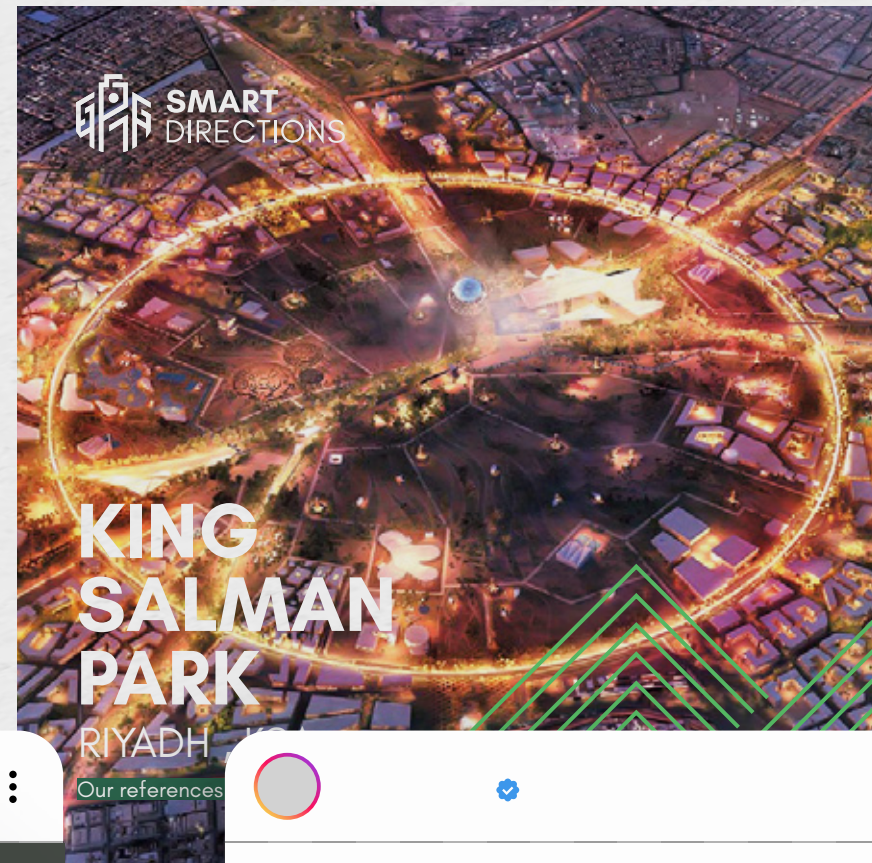 SMART
DIRECTIONS
KING
SALMAN
PARK
RIYADH
Our references